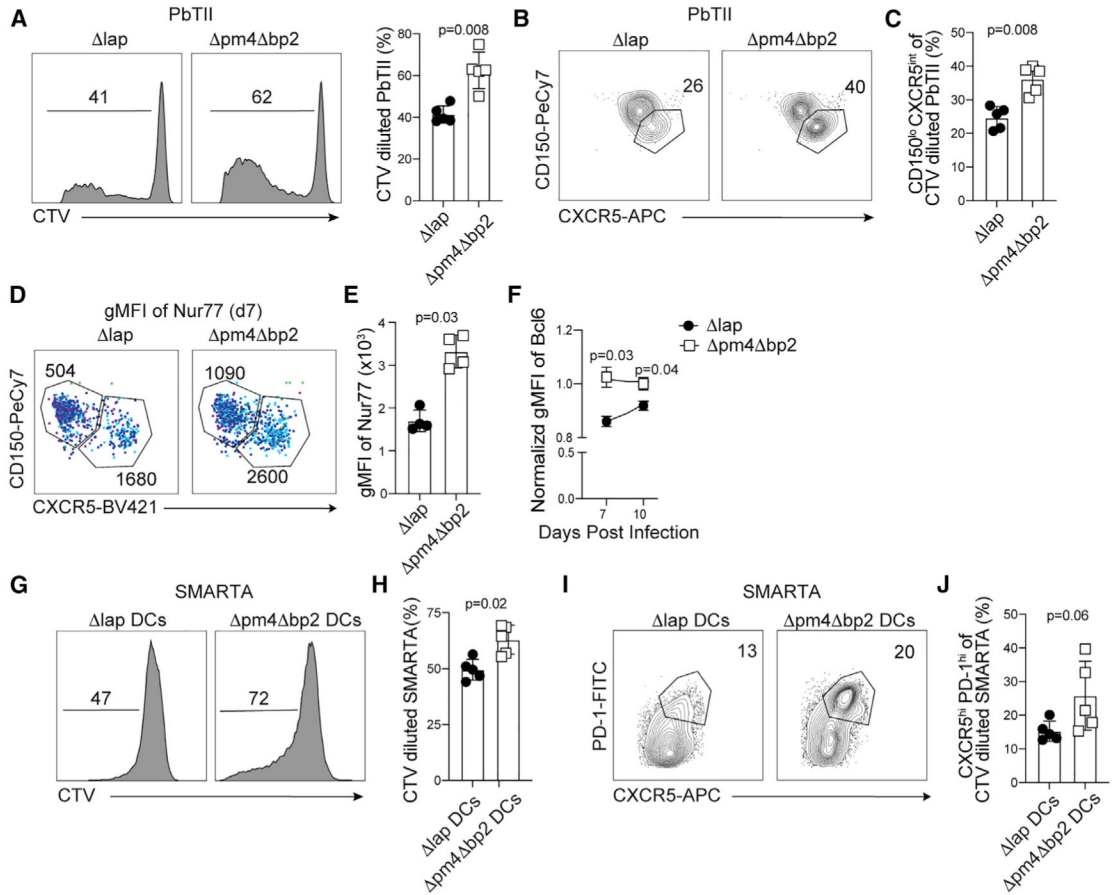 A
PbTII
Δlap
Δpm4Δbp2
41
62
CTV
CTV diluted PbTII (%)
80
60
40
20
0
p=0.008
Δlap
Δpm4Δbp2
B
PbTII
Δlap
Δpm4Δbp2
26
40
CD150-PeCy7
CXCR5-APC
C
CD150lo CXCR5int of
CTV diluted PbTII (%)
50
40
30
20
10
0
p=0.008
Δlap
Δpm4Δbp2
D
gMFI of Nur77 (d7)
Δlap
Δpm4Δbp2
504
1680
1090
2600
CD150-PeCy7
CXCR5-BV421
E
gMFI of Nur77 (x10³)
4
3
2
1
0
p=0.03
Δlap
Δpm4Δbp2
F
Normalizd gMFI of Bcl6
1.2
1.0
0.8
0.5
0.0
p=0.03
p=0.04
7
10
Days Post Infection
Δlap
Δpm4Δbp2
G
SMARTA
Δlap DCs
Δpm4Δbp2 DCs
47
72
CTV
H
CTV diluted SMARTA(%)
75
50
25
0
p=0.02
Δlap DCs
Δpm4Δbp2 DCs
I
SMARTA
Δlap DCs
Δpm4Δbp2 DCs
13
20
PD-1-FITC
CXCR5-APC
J
CXCR5hi PD-1hi of
CTV diluted SMARTA (%)
50
40
30
20
10
0
p=0.06
Δlap DCs
Δpm4Δbp2 DCs